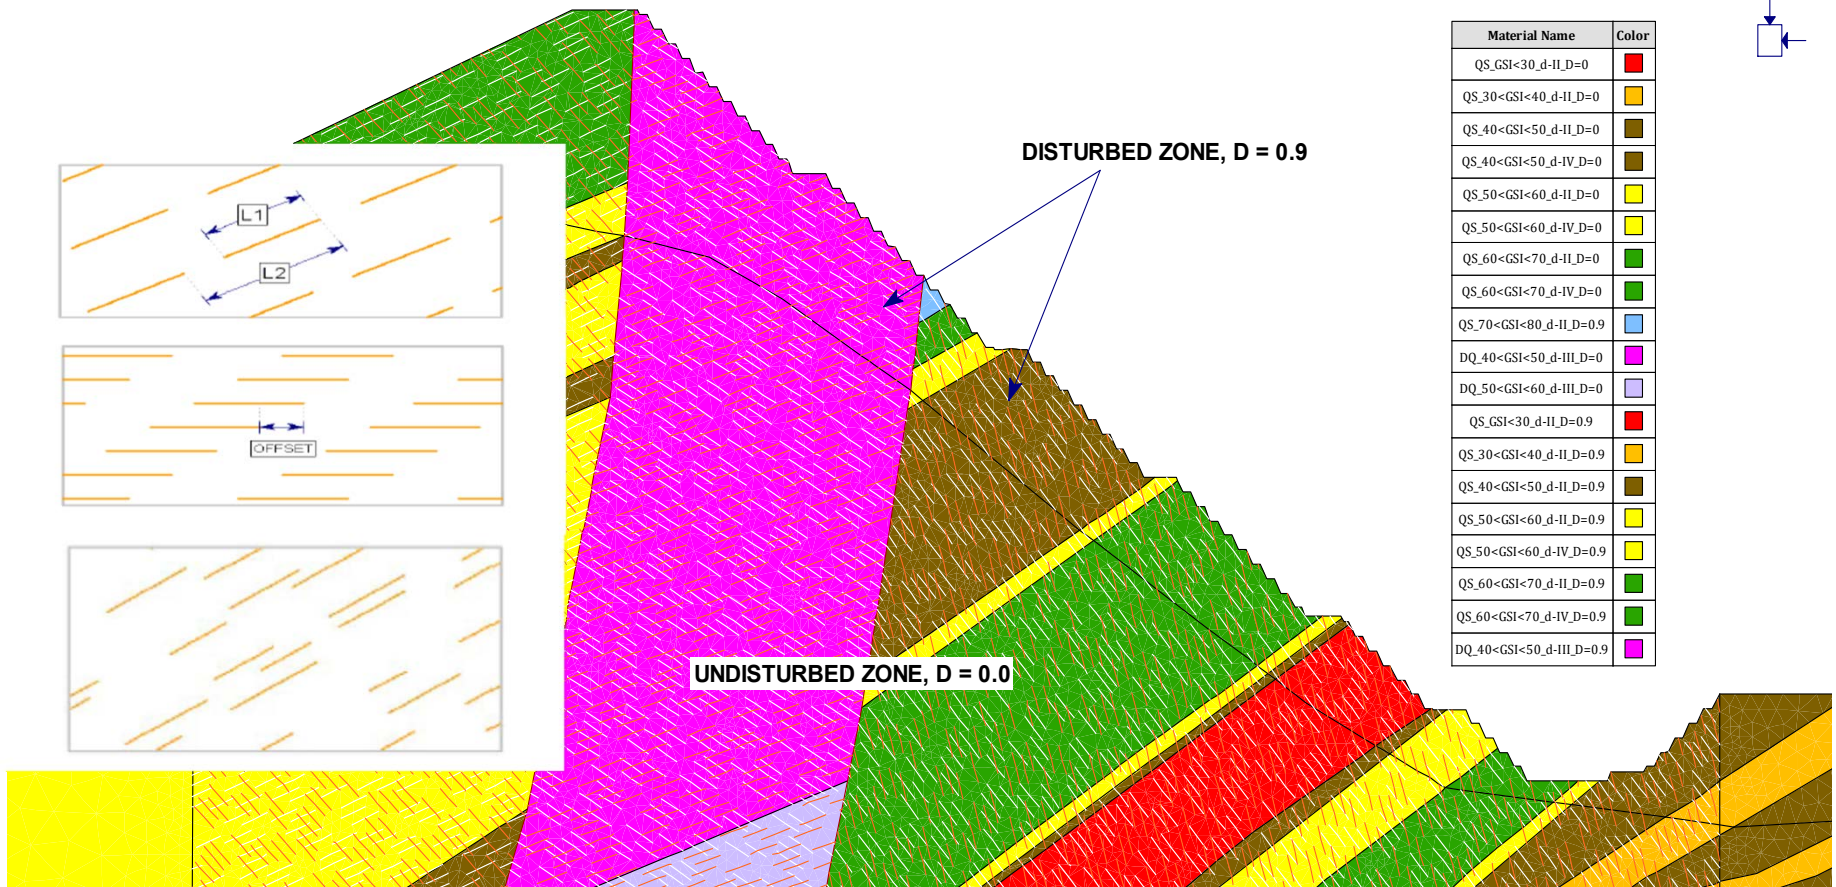 L1
L2
OFFSET
DISTURBED ZONE, D = 0.9
UNDISTURBED ZONE, D = 0.0
Material Name Color
QS_GSI<30_d-II_D=0
QS_30<GSI<40_d-II_D=0
QS_40<GSI<50_d-II_D=0
QS_40<GSI<50_d-IV_D=0
QS_50<GSI<60_d-II_D=0
QS_50<GSI<60_d-IV_D=0
QS_60<GSI<70_d-II_D=0
QS_60<GSI<70_d-IV_D=0
QS_70<GSI<80_d-II_D=0.9
DQ_40<GSI<50_d-III_D=0
DQ_50<GSI<60_d-III_D=0
QS_GSI<30_d-II_D=0.9
QS_30<GSI<40_d-II_D=0.9
QS_40<GSI<50_d-II_D=0.9
QS_50<GSI<60_d-II_D=0.9
QS_50<GSI<60_d-IV_D=0.9
QS_60<GSI<70_d-II_D=0.9
QS_60<GSI<70_d-IV_D=0.9
DQ_40<GSI<50_d-III_D=0.9